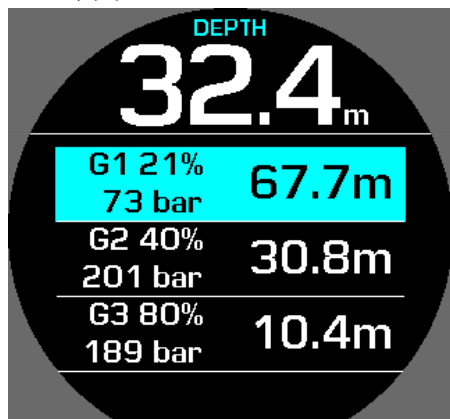 DEPTH
32.4m
G1 21%
73 bar
67.7m
G2 40%
201 bar
30.8m
G3 80%
189 bar
10.4m